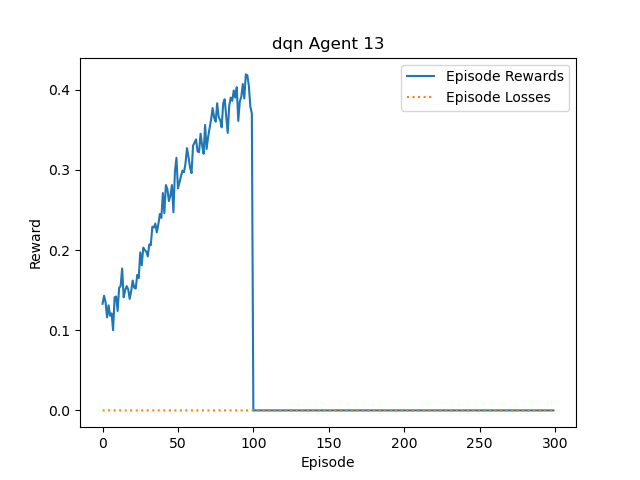 dqn Agent 13
Episode Rewards
Episode Losses
Reward
0.4
0.3
0.2
0.1
0.0
0 50 100 150 200 250 300
Episode